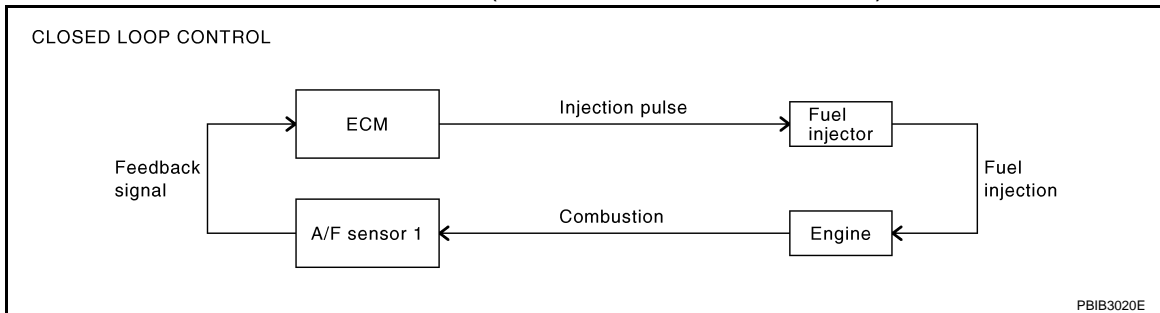 CLOSED LOOP CONTROL
ECM
Injection pulse
Fuel
injector
Feedback
signal
Fuel
injection
A/F sensor 1
Combustion
Engine
PBIB3020E